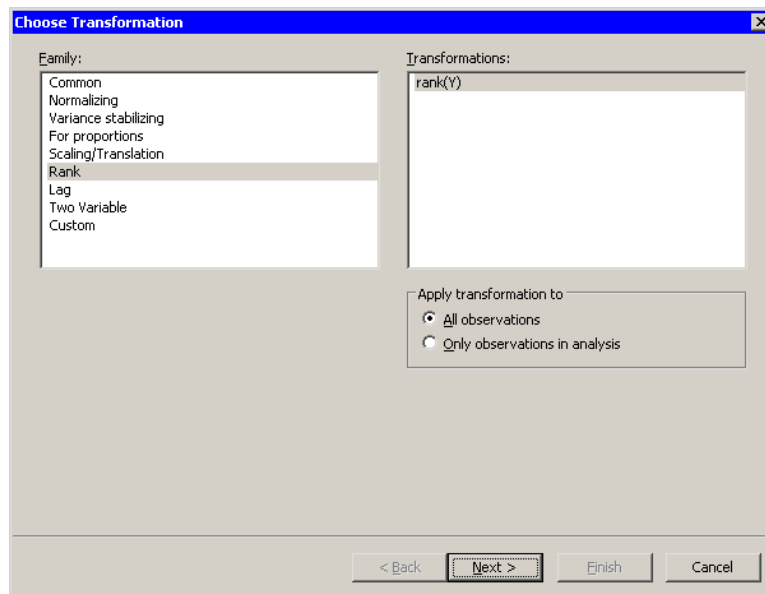 Choose Transformation
Family:
Common
Normalizing
Variance stabilizing
For proportions
Scaling/Translation
Rank
Lag
Two Variable
Custom
Transformations:
rank(Y)
Apply transformation to
All observations
Only observations in analysis
< Back
Next >
Finish
Cancel